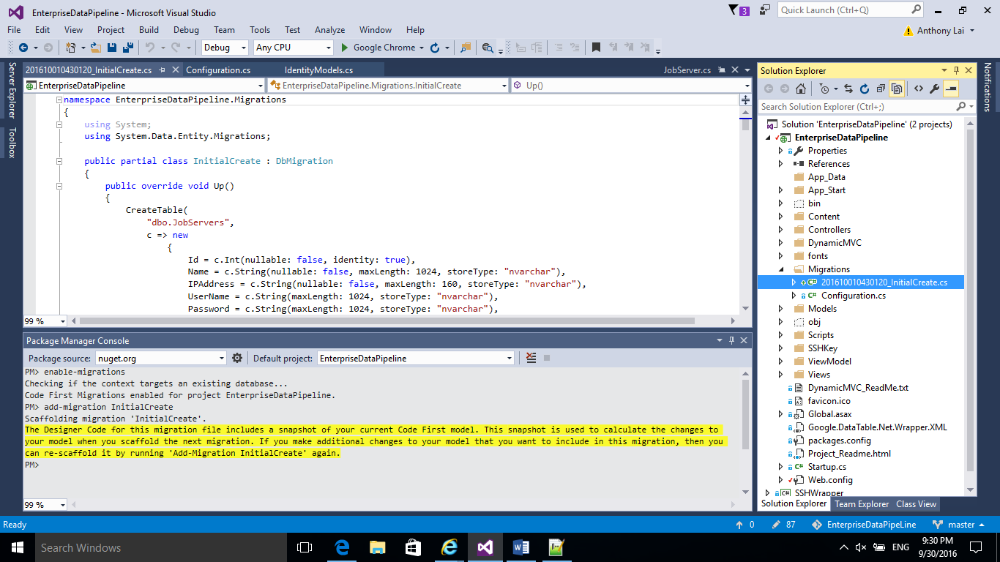 EnterpriseDataPipeline - Microsoft Visual Studio
3
Quick Launch (Ctrl+Q)
File Edit View Project Build Debug Team Tools Test Analyze Window Help
Anthony Lai
Debug Any CPU Google Chrome
Server Explorer
Toolbox
201610010430120_InitialCreate.cs Configuration.cs IdentityModels.cs JobServer.cs
EnterpriseDataPipeline EnterpriseDataPipeline.Migrations.InitialCreate Up()
namespace EnterpriseDataPipeline.Migrations
{
using System;
using System.Data.Entity.Migrations;
public partial class InitialCreate : DbMigration
{
public override void Up()
{
CreateTable(
"dbo.JobServers",
c => new
{
Id = c.Int(nullable: false, identity: true),
Name = c.String(nullable: false, maxLength: 1024, storeType: "nvarchar"),
IPAddress = c.String(nullable: false, maxLength: 160, storeType: "nvarchar"),
UserName = c.String(maxLength: 1024, storeType: "nvarchar"),
Password = c.String(maxLength: 1024, storeType: "nvarchar"),
99 %
Package Manager Console
Package source: nuget.org Default project: EnterpriseDataPipeline
PM> enable-migrations
Checking if the context targets an existing database...
Code First Migrations enabled for project EnterpriseDataPipeline.
PM> add-migration InitialCreate
Scaffolding migration 'InitialCreate'.
The Designer Code for this migration file includes a snapshot of your current Code First model. This snapshot is used to calculate the changes to
your model when you scaffold the next migration. If you make additional changes to your model that you want to include in this migration, then you
can re-scaffold it by running 'Add-Migration InitialCreate' again.
PM>
99 %
Solution Explorer
Search Solution Explorer (Ctrl+;)
Solution 'EnterpriseDataPipeline' (2 projects)
EnterpriseDataPipeline
Properties
References
App_Data
App_Start
bin
Content
Controllers
DynamicMVC
fonts
Migrations
201610010430120_InitialCreate.cs
Configuration.cs
Models
obj
Scripts
SSHKey
ViewModel
Views
DynamicMVC_ReadMe.txt
favicon.ico
Global.asax
Google.DataTable.Net.Wrapper.XML
packages.config
Project_Readme.html
Startup.cs
Web.config
SSHWrapper
Solution Explorer Team Explorer Class View
Notifications
Ready 0 87 EnterpriseDataPipeLine master
Search Windows
ENG
9:30 PM
9/30/2016